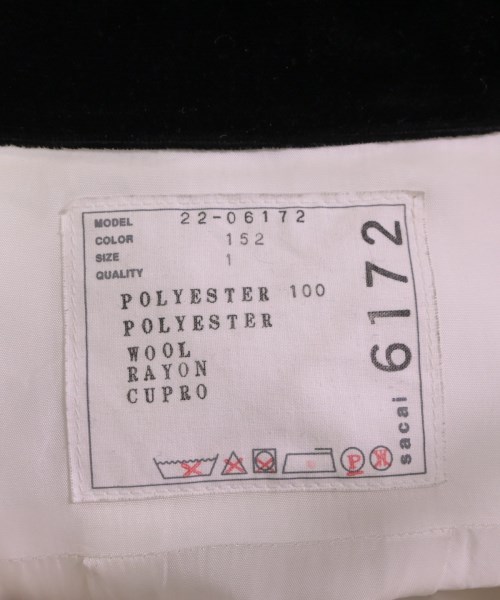 MODEL 22-06172
COLOR 152
SIZE 1
QUALITY
POLYESTER 100
POLYESTER
WOOL
RAYON
CUPRO
P
W
sacai 6172